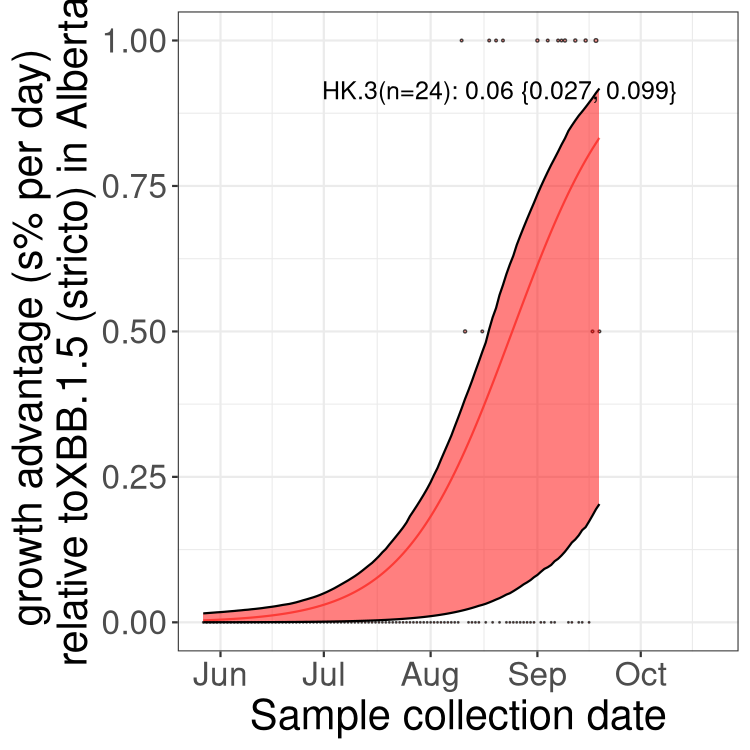 growth advantage (s% per day)
relative toXBB.1.5 (stricto) in Alberta
1.00
0.75
0.50
0.25
0.00
HK.3(n=24): 0.06 {0.027, 0.099}
Jun Jul Aug Sep Oct
Sample collection date